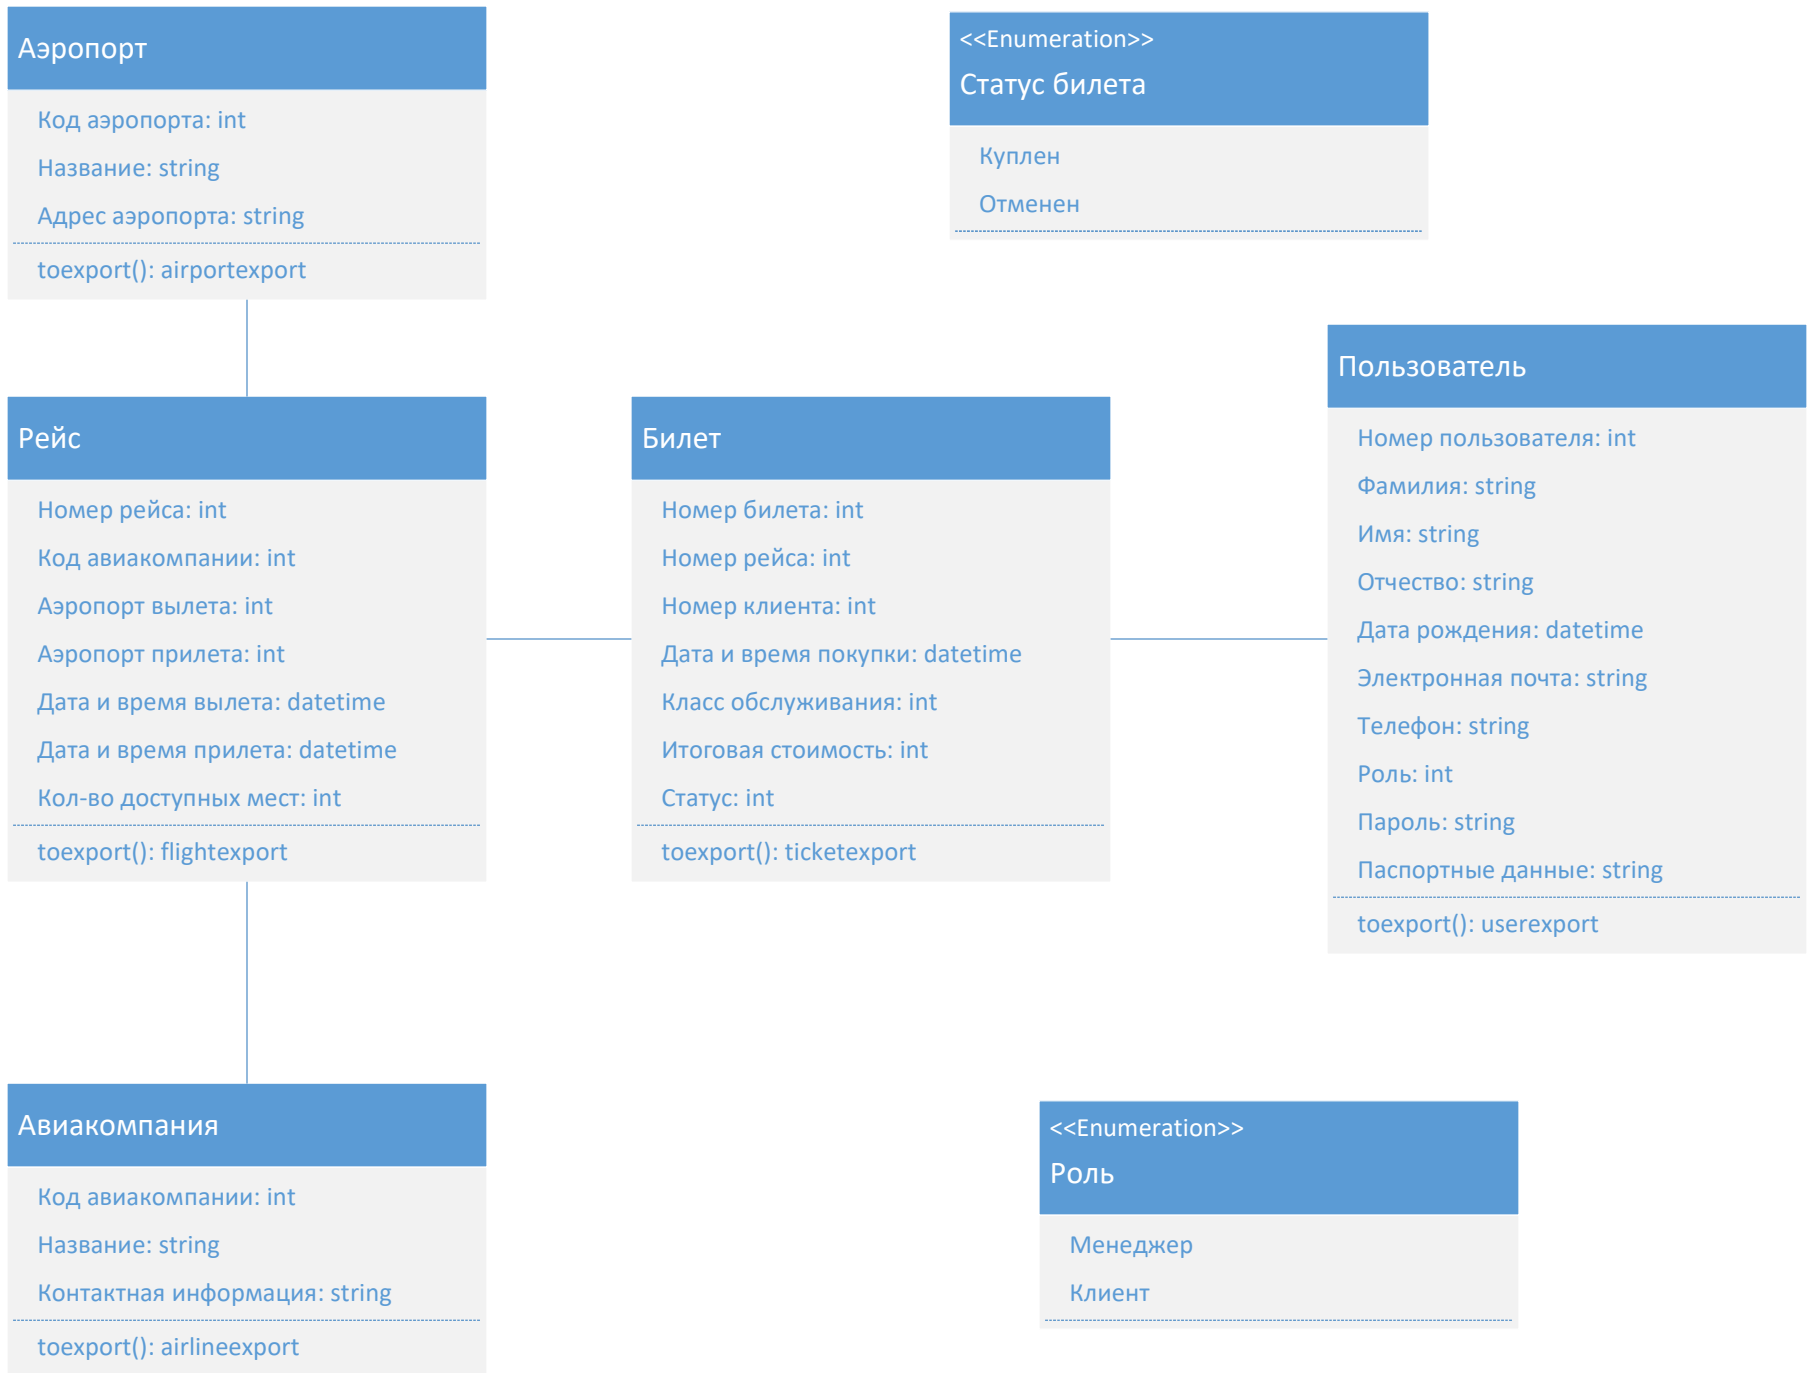 Аэропорт
Код аэропорта: int
Название: string
Адрес аэропорта: string
toexport(): airportexport
<<Enumeration>>
Статус билета
Куплен
Отменен
Рейс
Номер рейса: int
Код авиакомпании: int
Аэропорт вылета: int
Аэропорт прилета: int
Дата и время вылета: datetime
Дата и время прилета: datetime
Кол-во доступных мест: int
toexport(): flightexport
Билет
Номер билета: int
Номер рейса: int
Номер клиента: int
Дата и время покупки: datetime
Класс обслуживания: int
Итоговая стоимость: int
Статус: int
toexport(): ticketexport
Пользователь
Номер пользователя: int
Фамилия: string
Имя: string
Отчество: string
Дата рождения: datetime
Электронная почта: string
Телефон: string
Роль: int
Пароль: string
Паспортные данные: string
toexport(): userexport
Авиакомпания
Код авиакомпании: int
Название: string
Контактная информация: string
toexport(): airlineexport
<<Enumeration>>
Роль
Менеджер
Клиент